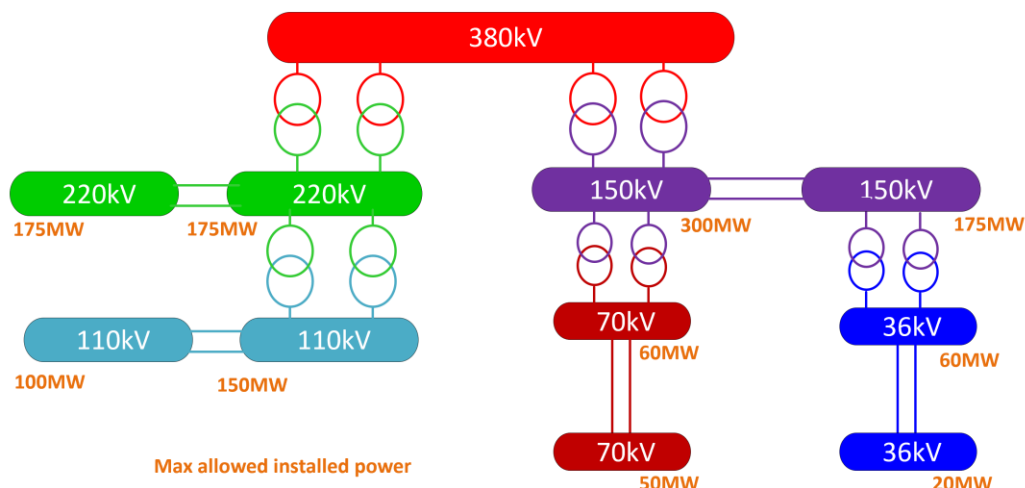 380kV
220kV
220kV
150kV
150kV
175MW
175MW
300MW
175MW
110kV
110kV
70kV
36kV
60MW
60MW
100MW
150MW
Max allowed installed power
70kV
36kV
50MW
20MW